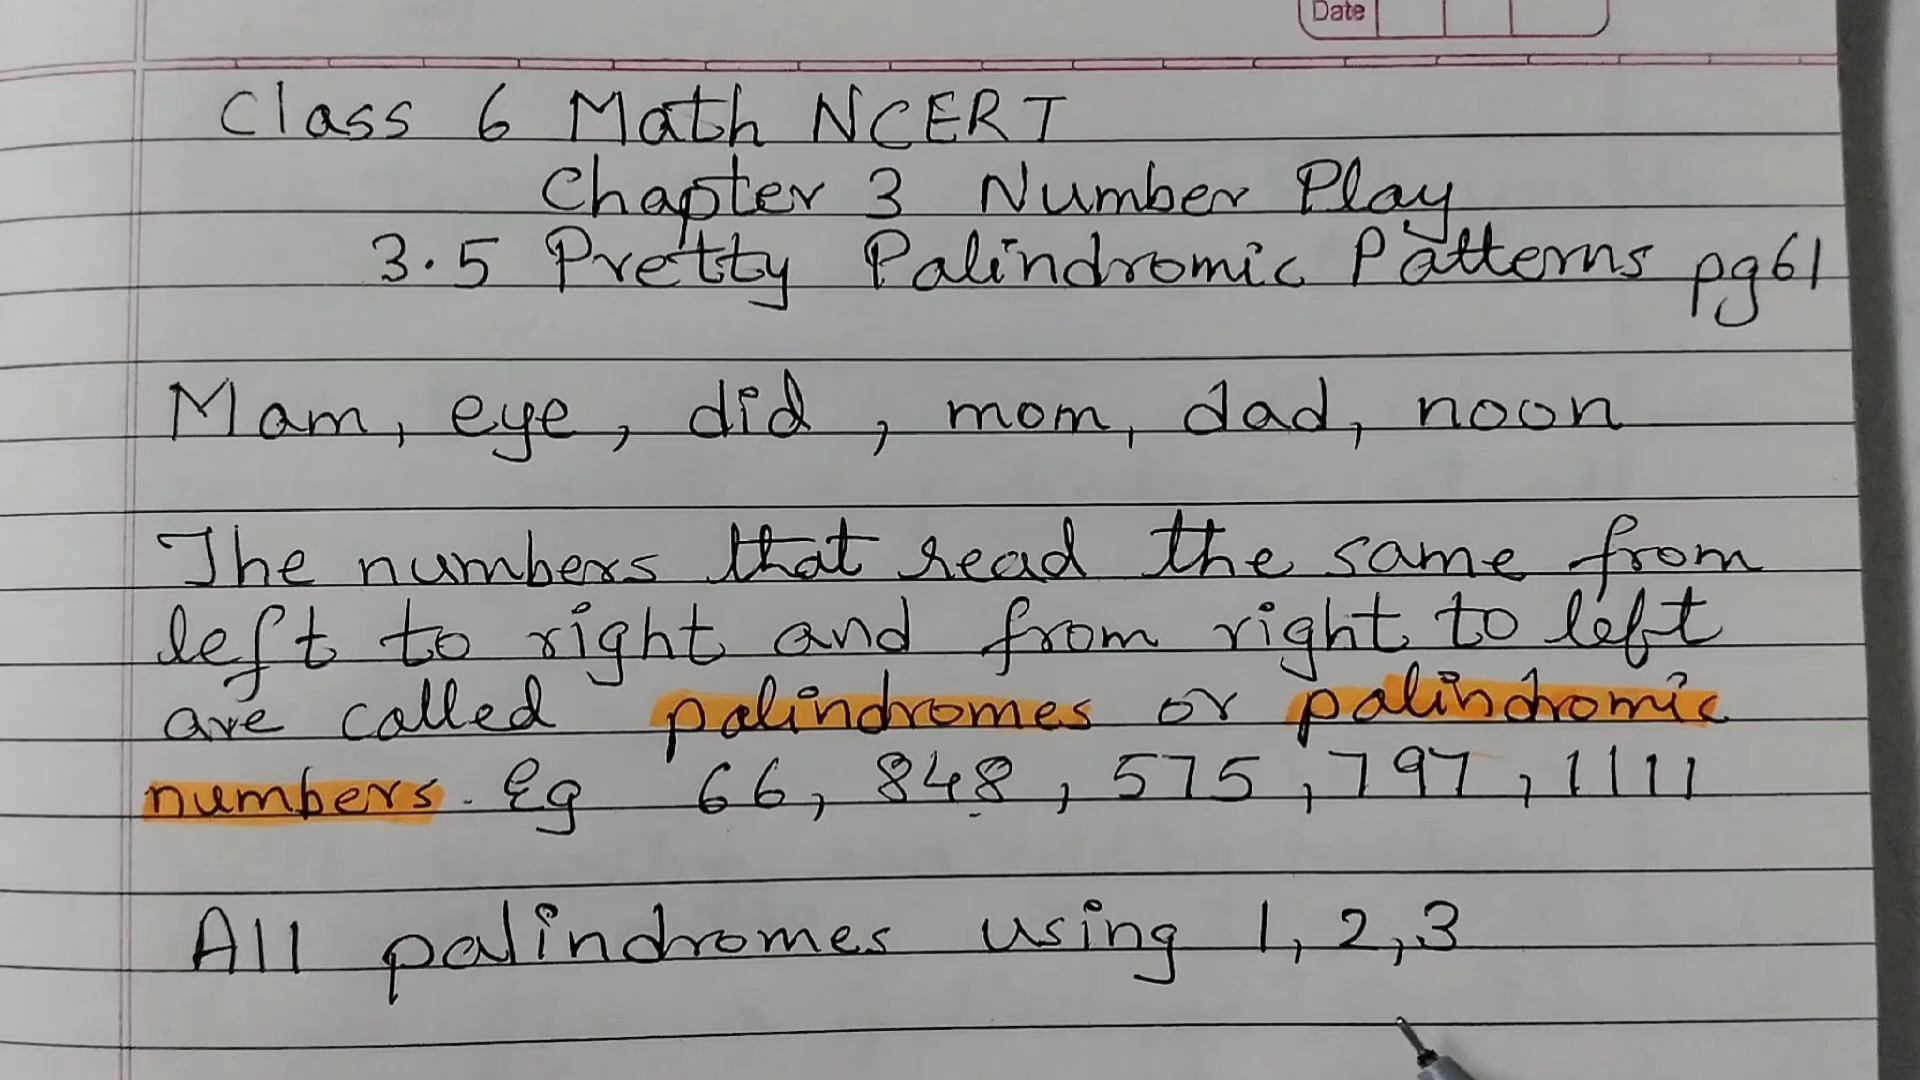 Date
Class 6 Math NCERT
Chapter 3 Number Play
3.5 Pretty Palindromic Patterns pg61
Mam, eye, did, mom, dad, noon
The numbers that read the same from
left to right and from right to left
are called palindromes or palindromic
numbers. Eg 66, 848, 575, 797, 1111
All palindromes using 1, 2, 3